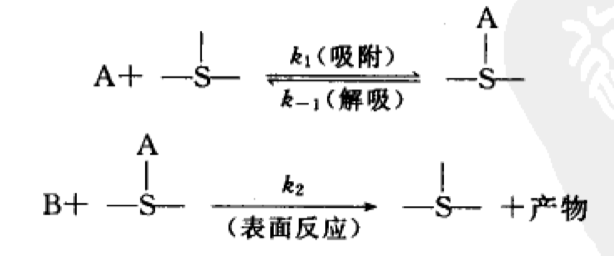 A
A+ —S— k₁(吸附) —S—
k₋₁(解吸)
A
B+ —S— k₂ —S— +产物
(表面反应)